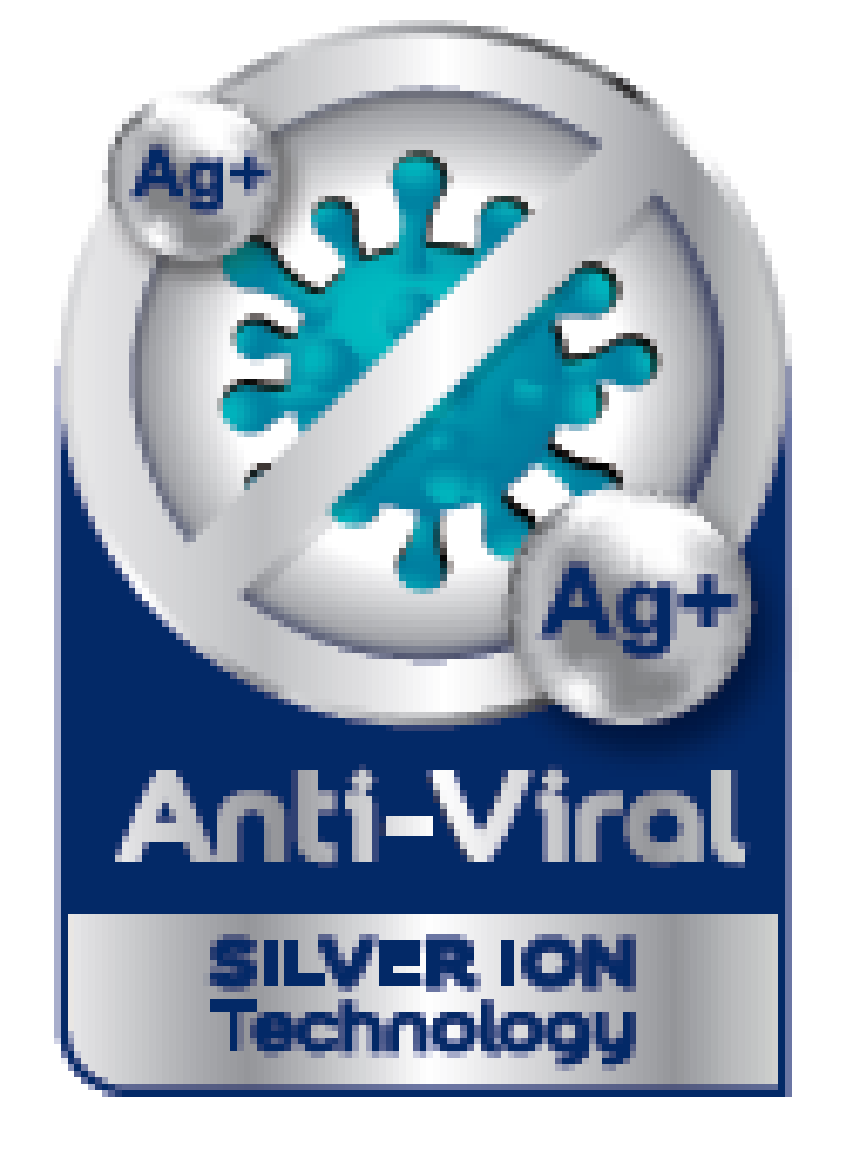 Ag+
Ag+
Anti-Viral
SILVER ION
Technology